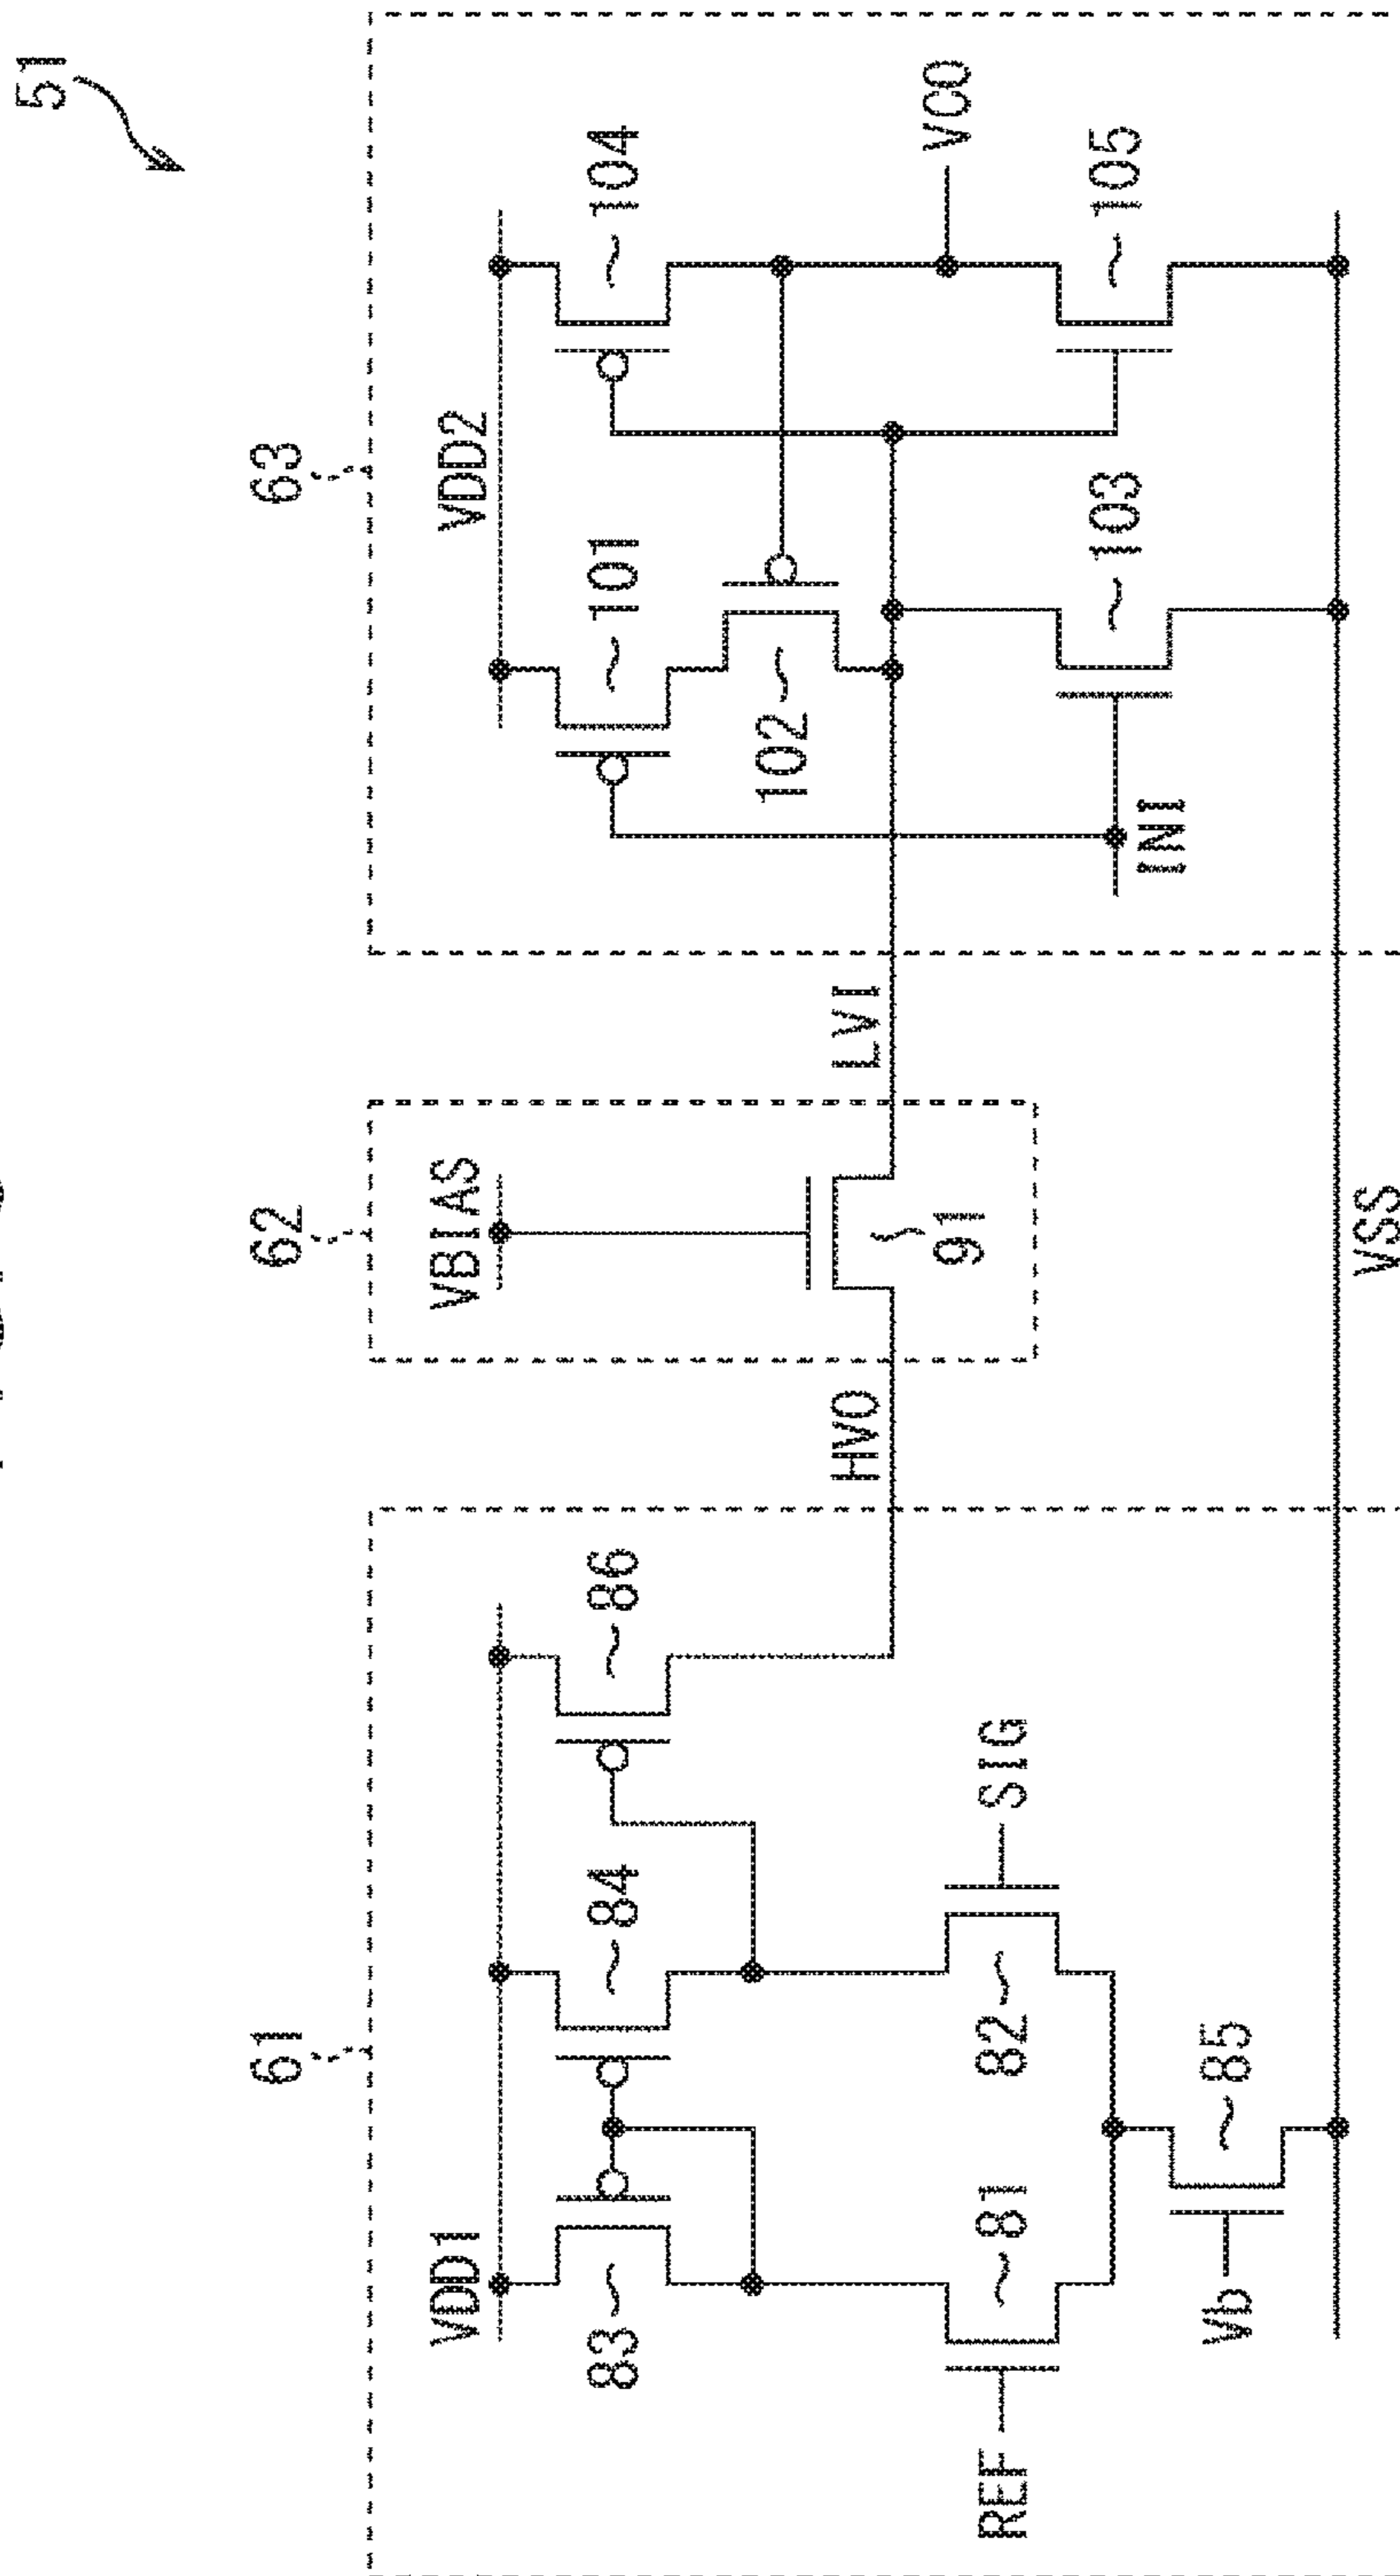 51
61
62
63
VDD1
VBIAS
VDD2
83
84
86
HVO
LVI
101
104
102
REF
81
82
SIG
91
VCO
Vb
85
INI
103
105
VSS